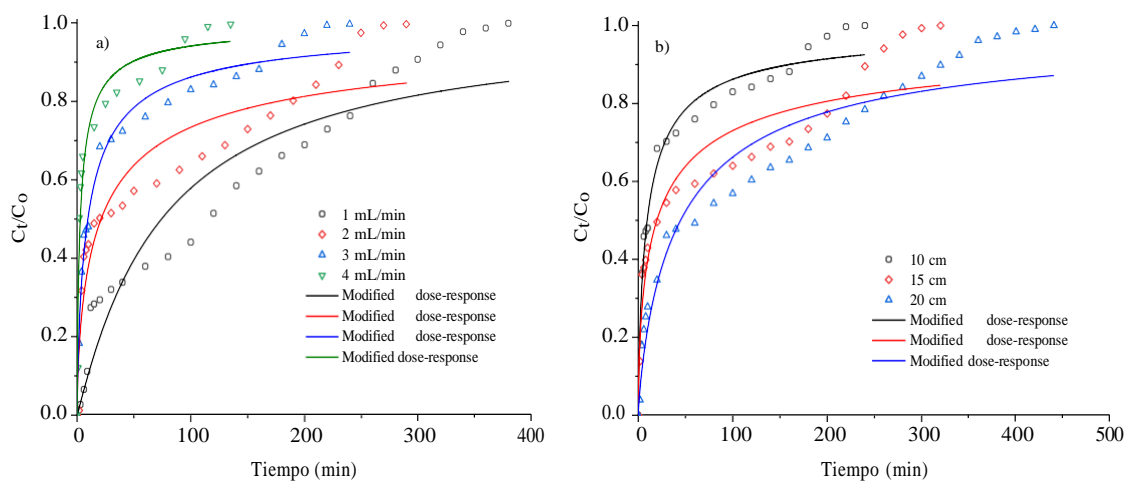 a)
Ct/Co
1.0
0.8
0.6
0.4
0.2
0.0
0
100
200
300
400
Tiempo (min)
1 mL/min
2 mL/min
3 mL/min
4 mL/min
Modified dose-response
Modified dose-response
Modified dose-response
Modified dose-response
b)
Ct/Co
1.0
0.8
0.6
0.4
0.2
0.0
0
100
200
300
400
500
Tiempo (min)
10 cm
15 cm
20 cm
Modified dose-response
Modified dose-response
Modified dose-response